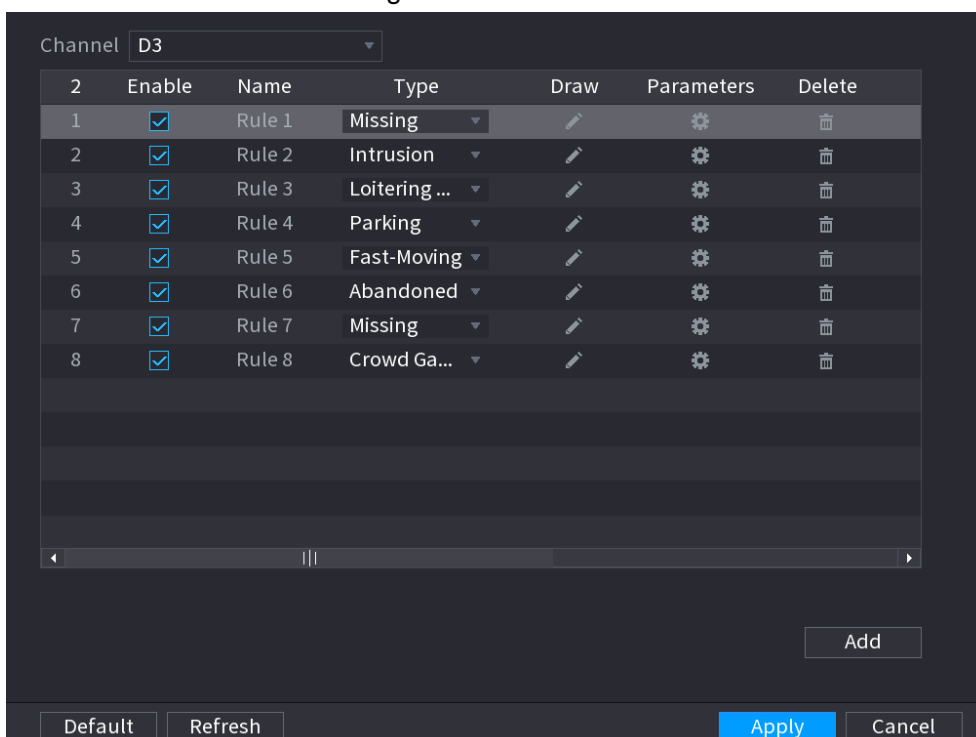 Channel D3
2 Enable Name Type Draw Parameters Delete
1 Rule 1 Missing
2 Rule 2 Intrusion
3 Rule 3 Loitering ...
4 Rule 4 Parking
5 Rule 5 Fast-Moving
6 Rule 6 Abandoned
7 Rule 7 Missing
8 Rule 8 Crowd Ga...
Add
Default Refresh Apply Cancel